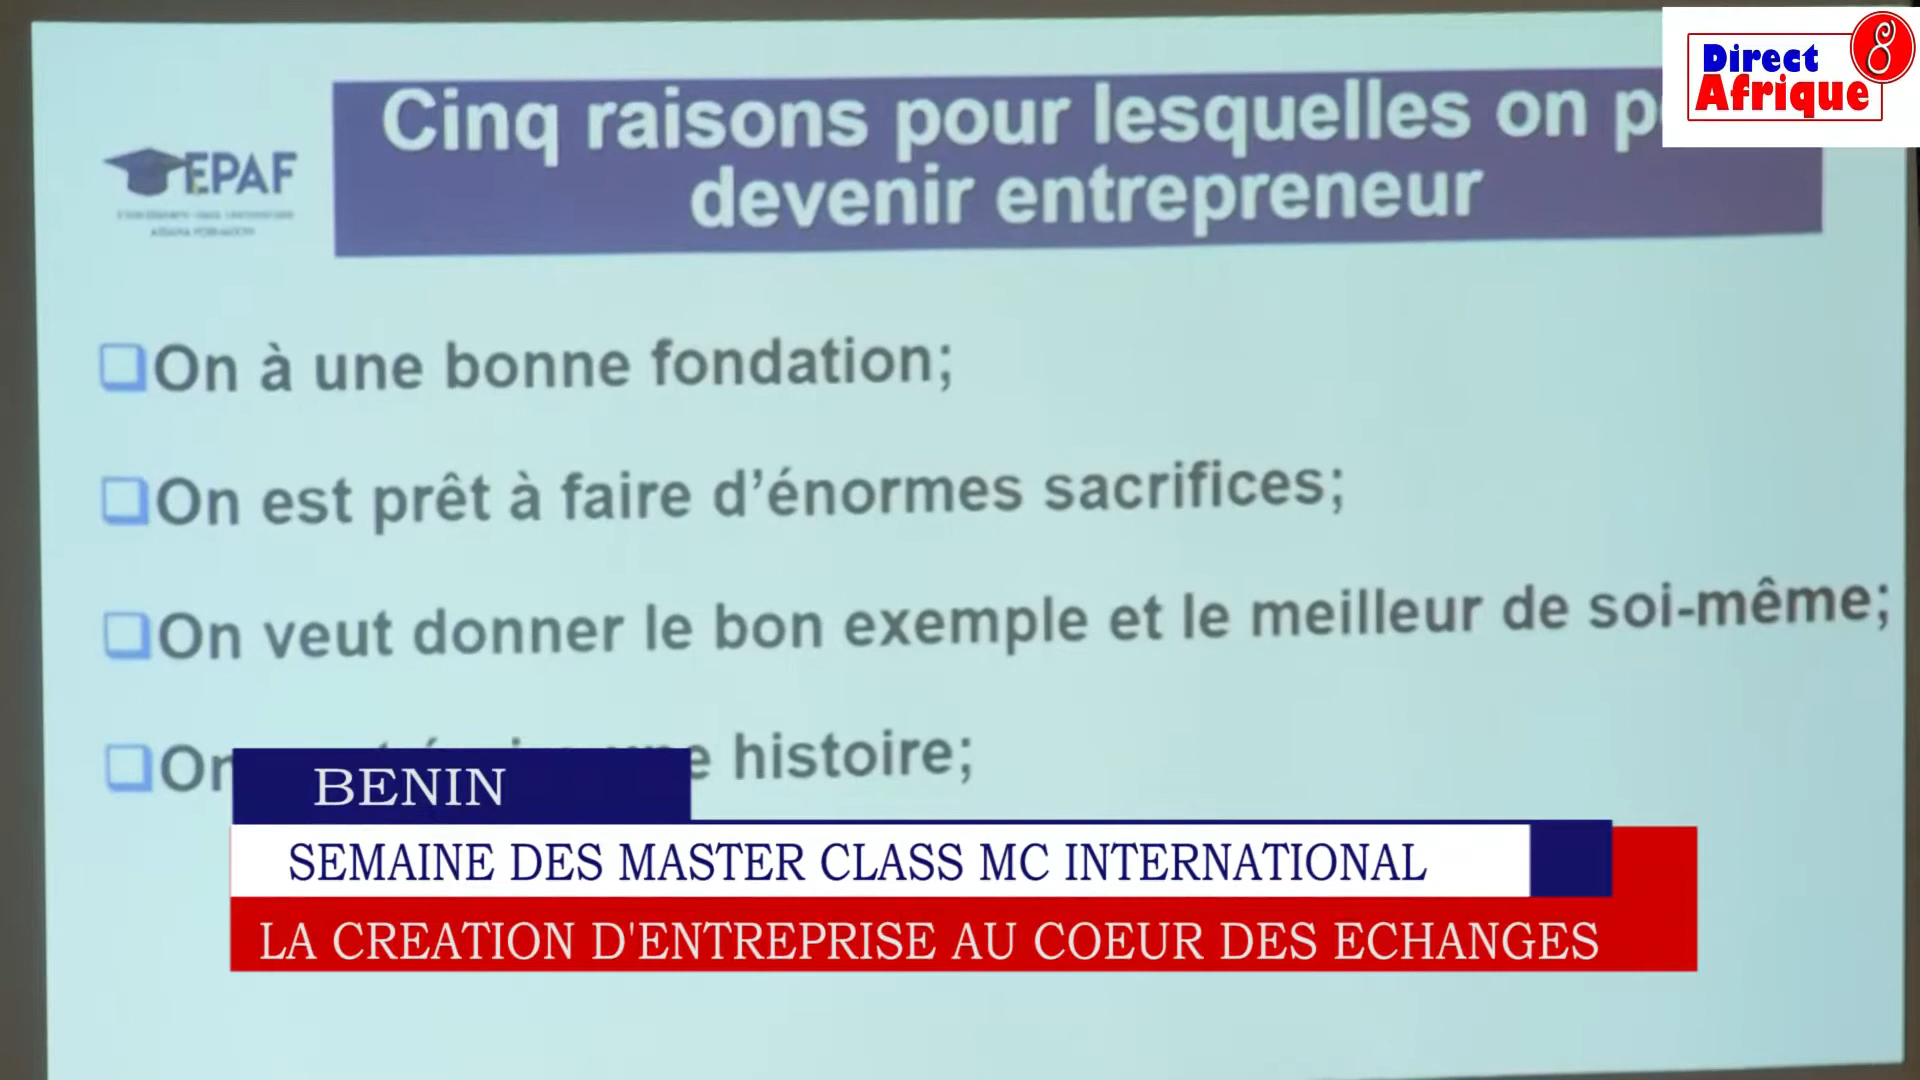 Direct
Afrique
8
Cinq raisons pour lesquelles on
devenir entrepreneur
EPAF
On à une bonne fondation;
On est prêt à faire d'énormes sacrifices;
On veut donner le bon exemple et le meilleur de soi-même;
On histoire;
BENIN
SEMAINE DES MASTER CLASS MC INTERNATIONAL
LA CREATION D'ENTREPRISE AU COEUR DES ECHANGES